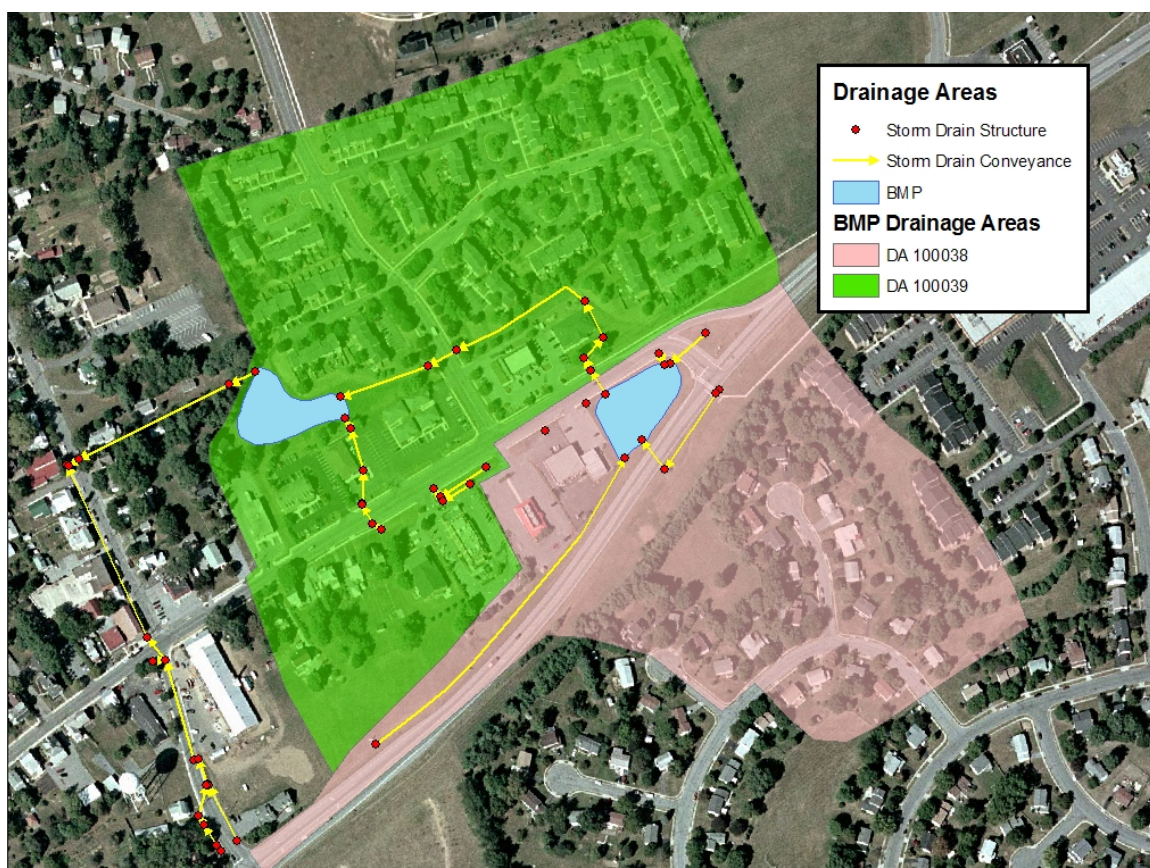 Drainage Areas
Storm Drain Structure
Storm Drain Conveyance
BMP
BMP Drainage Areas
DA 100038
DA 100039